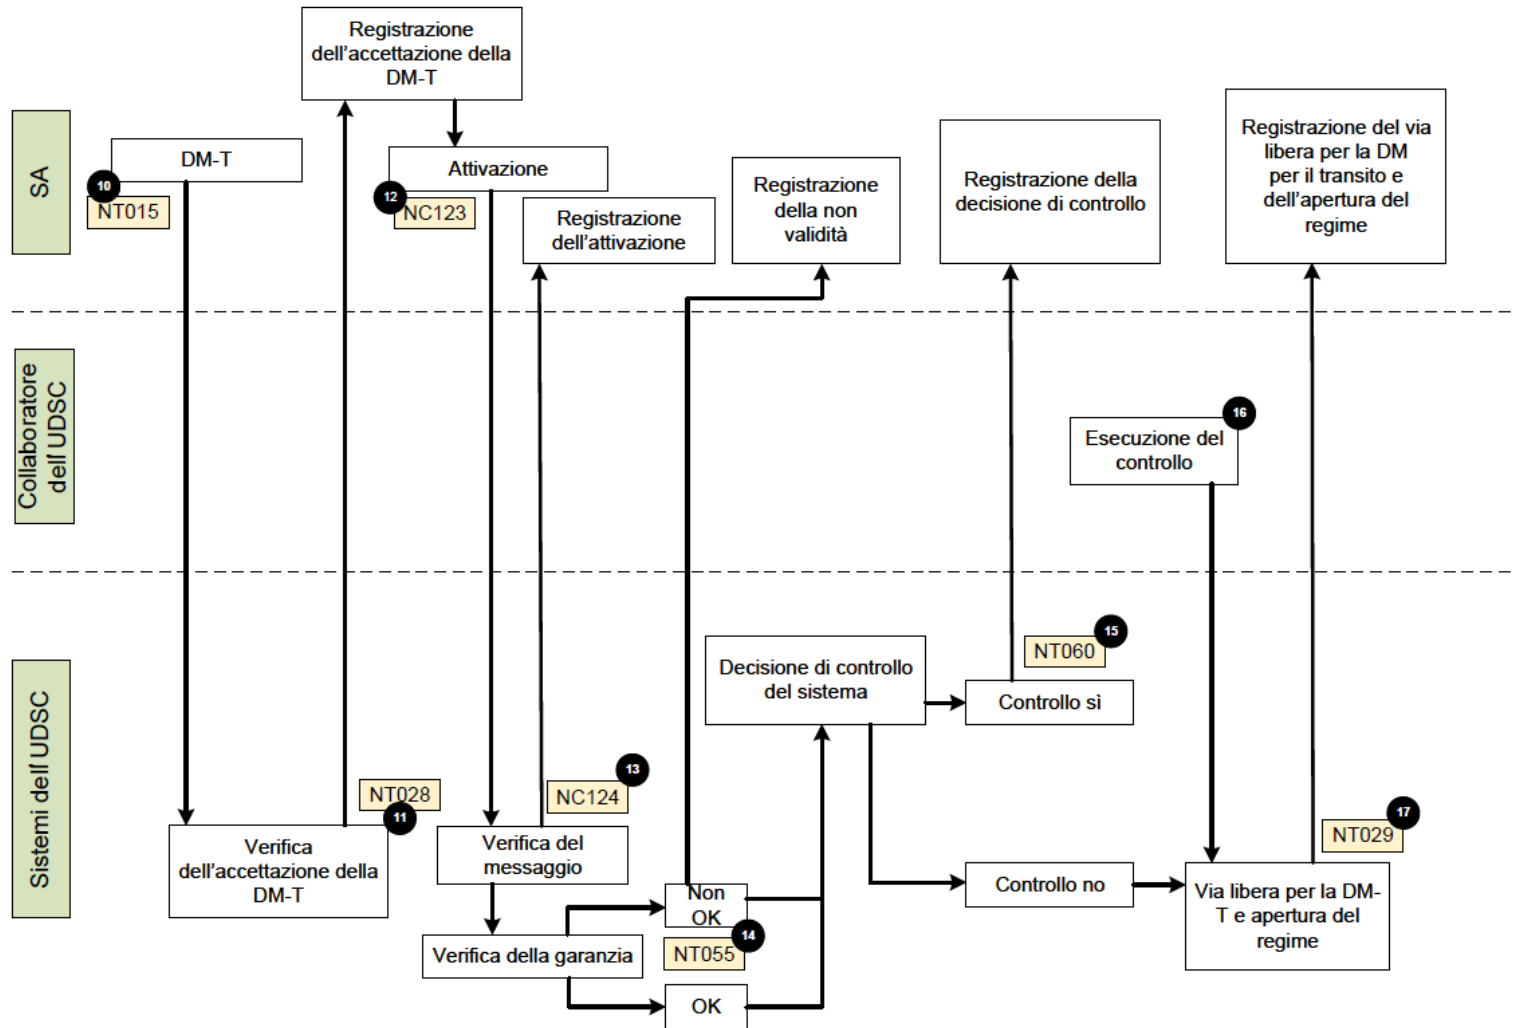 SA
Registrazione
dell'accettazione della
DM-T
DM-T
10
NT015
Attivazione
12
NC123
Registrazione
dell'attivazione
Registrazione
della non
validità
Registrazione della
decisione di controllo
Registrazione del via
libera per la DM
per il transito e
dell'apertura del
regime
Collaboratore
dell' UDSC
16
Esecuzione del
controllo
Sistemi dell' UDSC
NT028
11
Verifica
dell'accettazione della
DM-T
13
NC124
Verifica del
messaggio
Verifica della garanzia
Non
OK
14
NT055
OK
Decisione di controllo
del sistema
15
NT060
Controllo sì
Controllo no
17
NT029
Via libera per la DM-
T e apertura del
regime